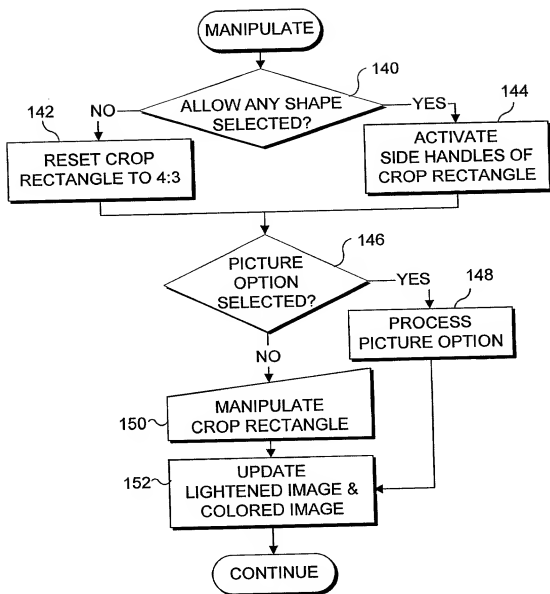 MANIPULATE
140
ALLOW ANY SHAPE
SELECTED?
NO
YES
142
144
RESET CROP
RECTANGLE TO 4:3
ACTIVATE
SIDE HANDLES OF
CROP RECTANGLE
146
PICTURE
OPTION
SELECTED?
YES
148
PROCESS
PICTURE OPTION
NO
150
MANIPULATE
CROP RECTANGLE
152
UPDATE
LIGHTENED IMAGE &
COLORED IMAGE
CONTINUE